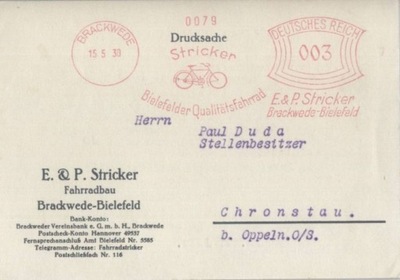 0079
BRACKWEDE
15.5.30
Drucksache
Stricker
Bielefelder Qualitätsfahrrad
DEUTSCHES REICH
003
E.&P. Stricker
Brackwede-Bielefeld
Herrn
Paul Duda
Stellenbesitzer
Chronstau.
b. Oppeln.O/S.
E. & P. Stricker
Fahrradbau
Brackwede-Bielefeld
Bank-Konto:
Brackweder Vereinsbank e. G. m. b. H., Brackwede
Postscheck-Konto Hannover 49537
Fernsprechanschluß Amt Bielefeld Nr. 5585
Telegramm-Adresse: Fahrradstricker
Postschließfach Nr. 116